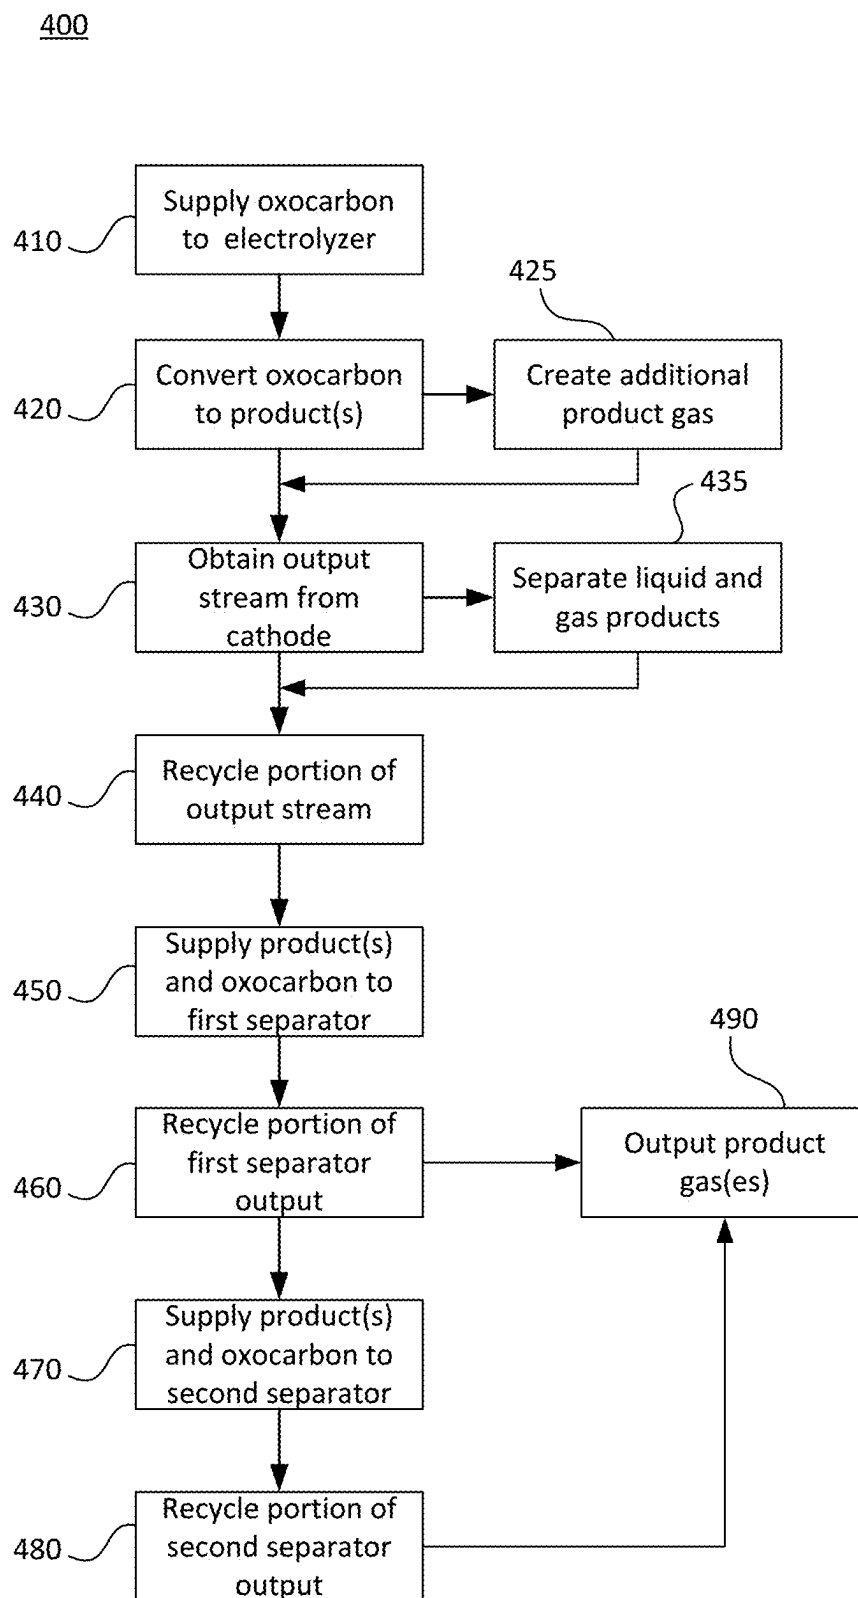 400
410
Supply oxocarbon
to electrolyzer
425
420
Convert oxocarbon
to product(s)
Create additional
product gas
435
430
Obtain output
stream from
cathode
Separate liquid and
gas products
440
Recycle portion of
output stream
450
Supply product(s)
and oxocarbon to
first separator
490
460
Recycle portion of
first separator
output
Output product
gas(es)
470
Supply product(s)
and oxocarbon to
second separator
480
Recycle portion of
second separator
output